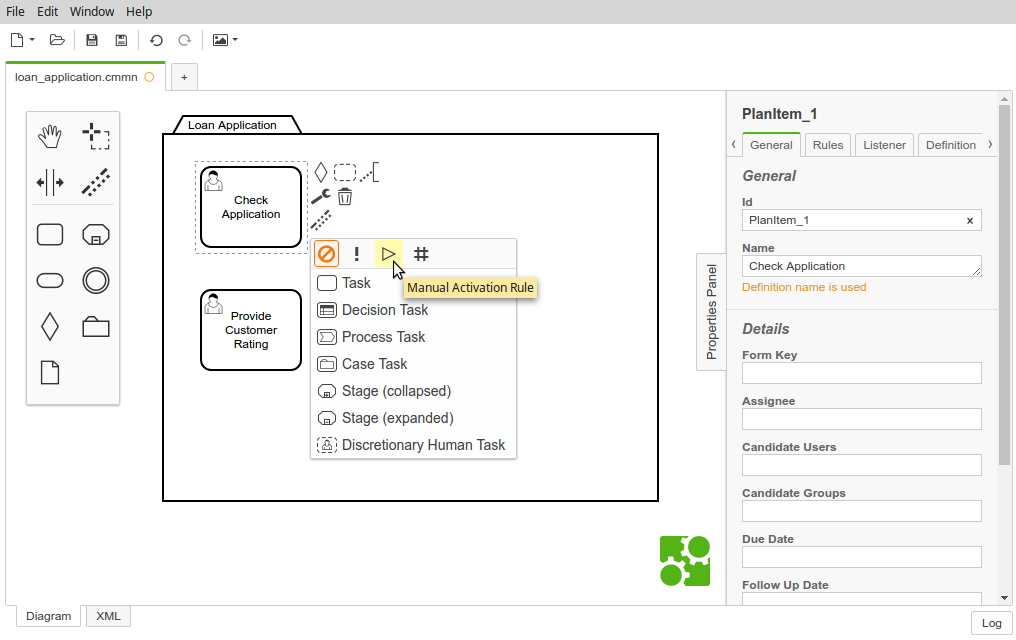 File Edit Window Help
loan_application.cmmn
+
Loan Application
Check
Application
Provide
Customer
Rating
Manual Activation Rule
Task
Decision Task
Process Task
Case Task
Stage (collapsed)
Stage (expanded)
Discretionary Human Task
Properties Panel
PlanItem_1
General Rules Listener Definition
General
Id
PlanItem_1
Name
Check Application
Definition name is used
Details
Form Key
Assignee
Candidate Users
Candidate Groups
Due Date
Follow Up Date
Diagram XML
Log